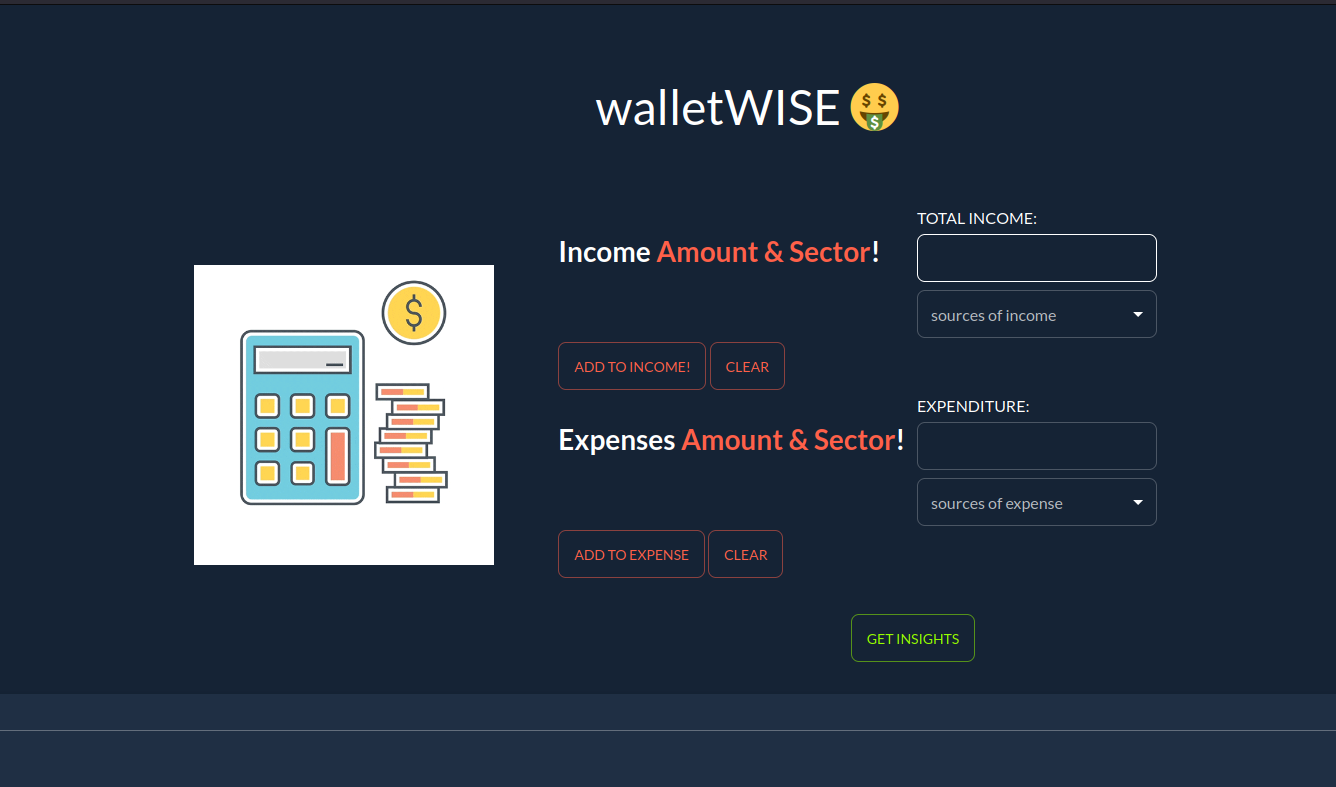 walletWISE 🤑
TOTAL INCOME:
Income Amount & Sector!
sources of income
ADD TO INCOME!
CLEAR
EXPENDITURE:
Expenses Amount & Sector!
sources of expense
ADD TO EXPENSE
CLEAR
GET INSIGHTS
$